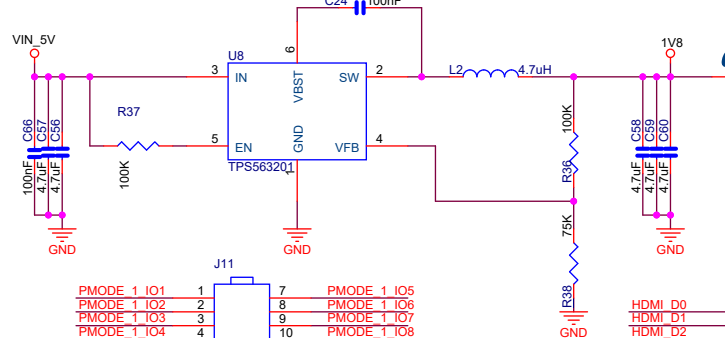 C24 100nF
VIN_5V
U8
1V8
6
3 IN
VBST
SW 2
L2 4.7uH
R37
100K
5 EN
GND
VFB 4
TPS563201
1
C66
C57
C56
100nF
4.7uF
4.7uF
GND
GND
100K
R36
75K
R38
GND
C58
C59
C60
4.7uF
4.7uF
4.7uF
GND
J11
PMODE_1_IO1 1 7 PMODE_1_IO5
PMODE_1_IO2 2 8 PMODE_1_IO6
PMODE_1_IO3 3 9 PMODE_1_IO7
PMODE_1_IO4 4 10 PMODE_1_IO8
HDMI_D0
HDMI_D1
HDMI_D2